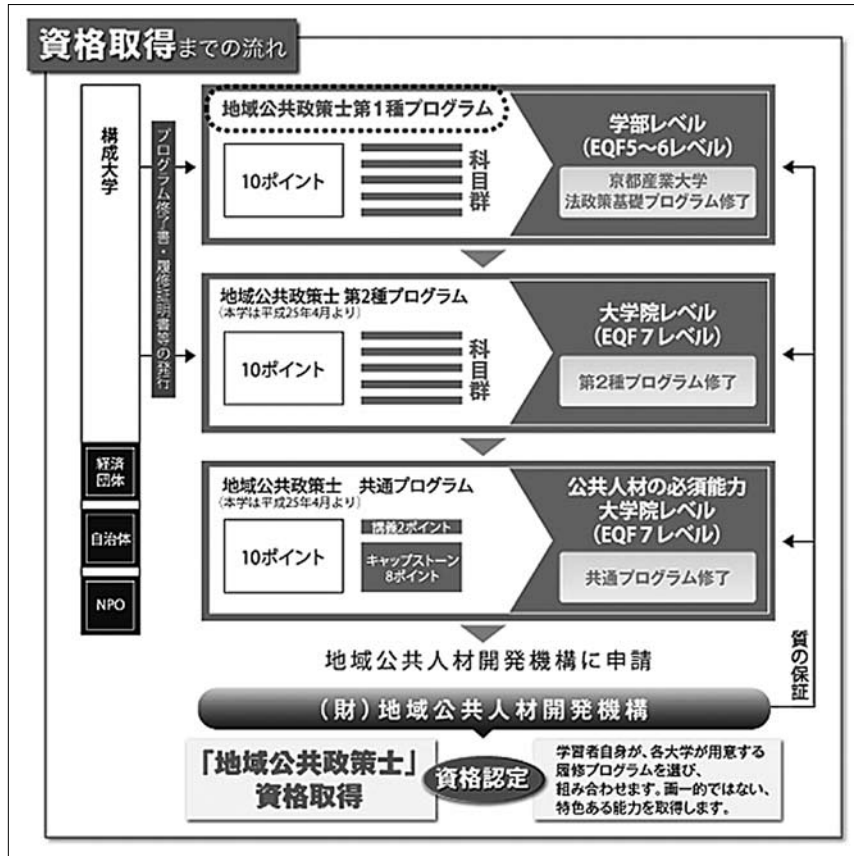 資格取得までの流れ
構成大学
プログラム修了書・履修証明書等の発行
経済
団体
自治体
NPO
地域公共政策士第1種プログラム
10ポイント
科目群
学部レベル
(EQF5〜6レベル)
京都産業大学
法政策基礎プログラム修了
地域公共政策士 第2種プログラム
(本学は平成25年4月より)
10ポイント
科目群
大学院レベル
(EQF7レベル)
第2種プログラム修了
地域公共政策士 共通プログラム
(本学は平成25年4月より)
10ポイント
講義2ポイント
キャップストーン
8ポイント
公共人材の必須能力
大学院レベル
(EQF7レベル)
共通プログラム修了
質の保証
地域公共人材開発機構に申請
(財)地域公共人材開発機構
「地域公共政策士」
資格取得
資格認定
学習者自身が、各大学が用意する
履修プログラムを選び、
組み合わせます。画一的ではない、
特色ある能力を取得します。